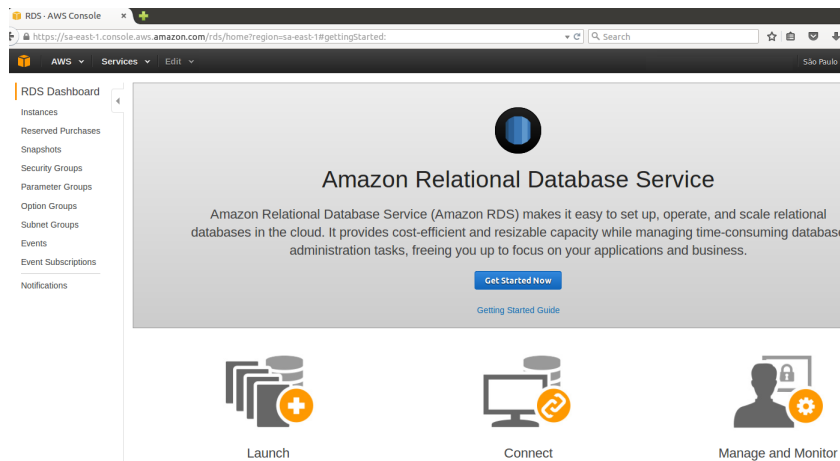 RDS · AWS Console
https://sa-east-1.console.aws.amazon.com/rds/home?region=sa-east-1#gettingStarted:
Search
AWS Services Edit São Paulo
RDS Dashboard
Instances
Reserved Purchases
Snapshots
Security Groups
Parameter Groups
Option Groups
Subnet Groups
Events
Event Subscriptions
Notifications
Amazon Relational Database Service
Amazon Relational Database Service (Amazon RDS) makes it easy to set up, operate, and scale relational
databases in the cloud. It provides cost-efficient and resizable capacity while managing time-consuming database
administration tasks, freeing you up to focus on your applications and business.
Get Started Now
Getting Started Guide
Launch
Connect
Manage and Monitor